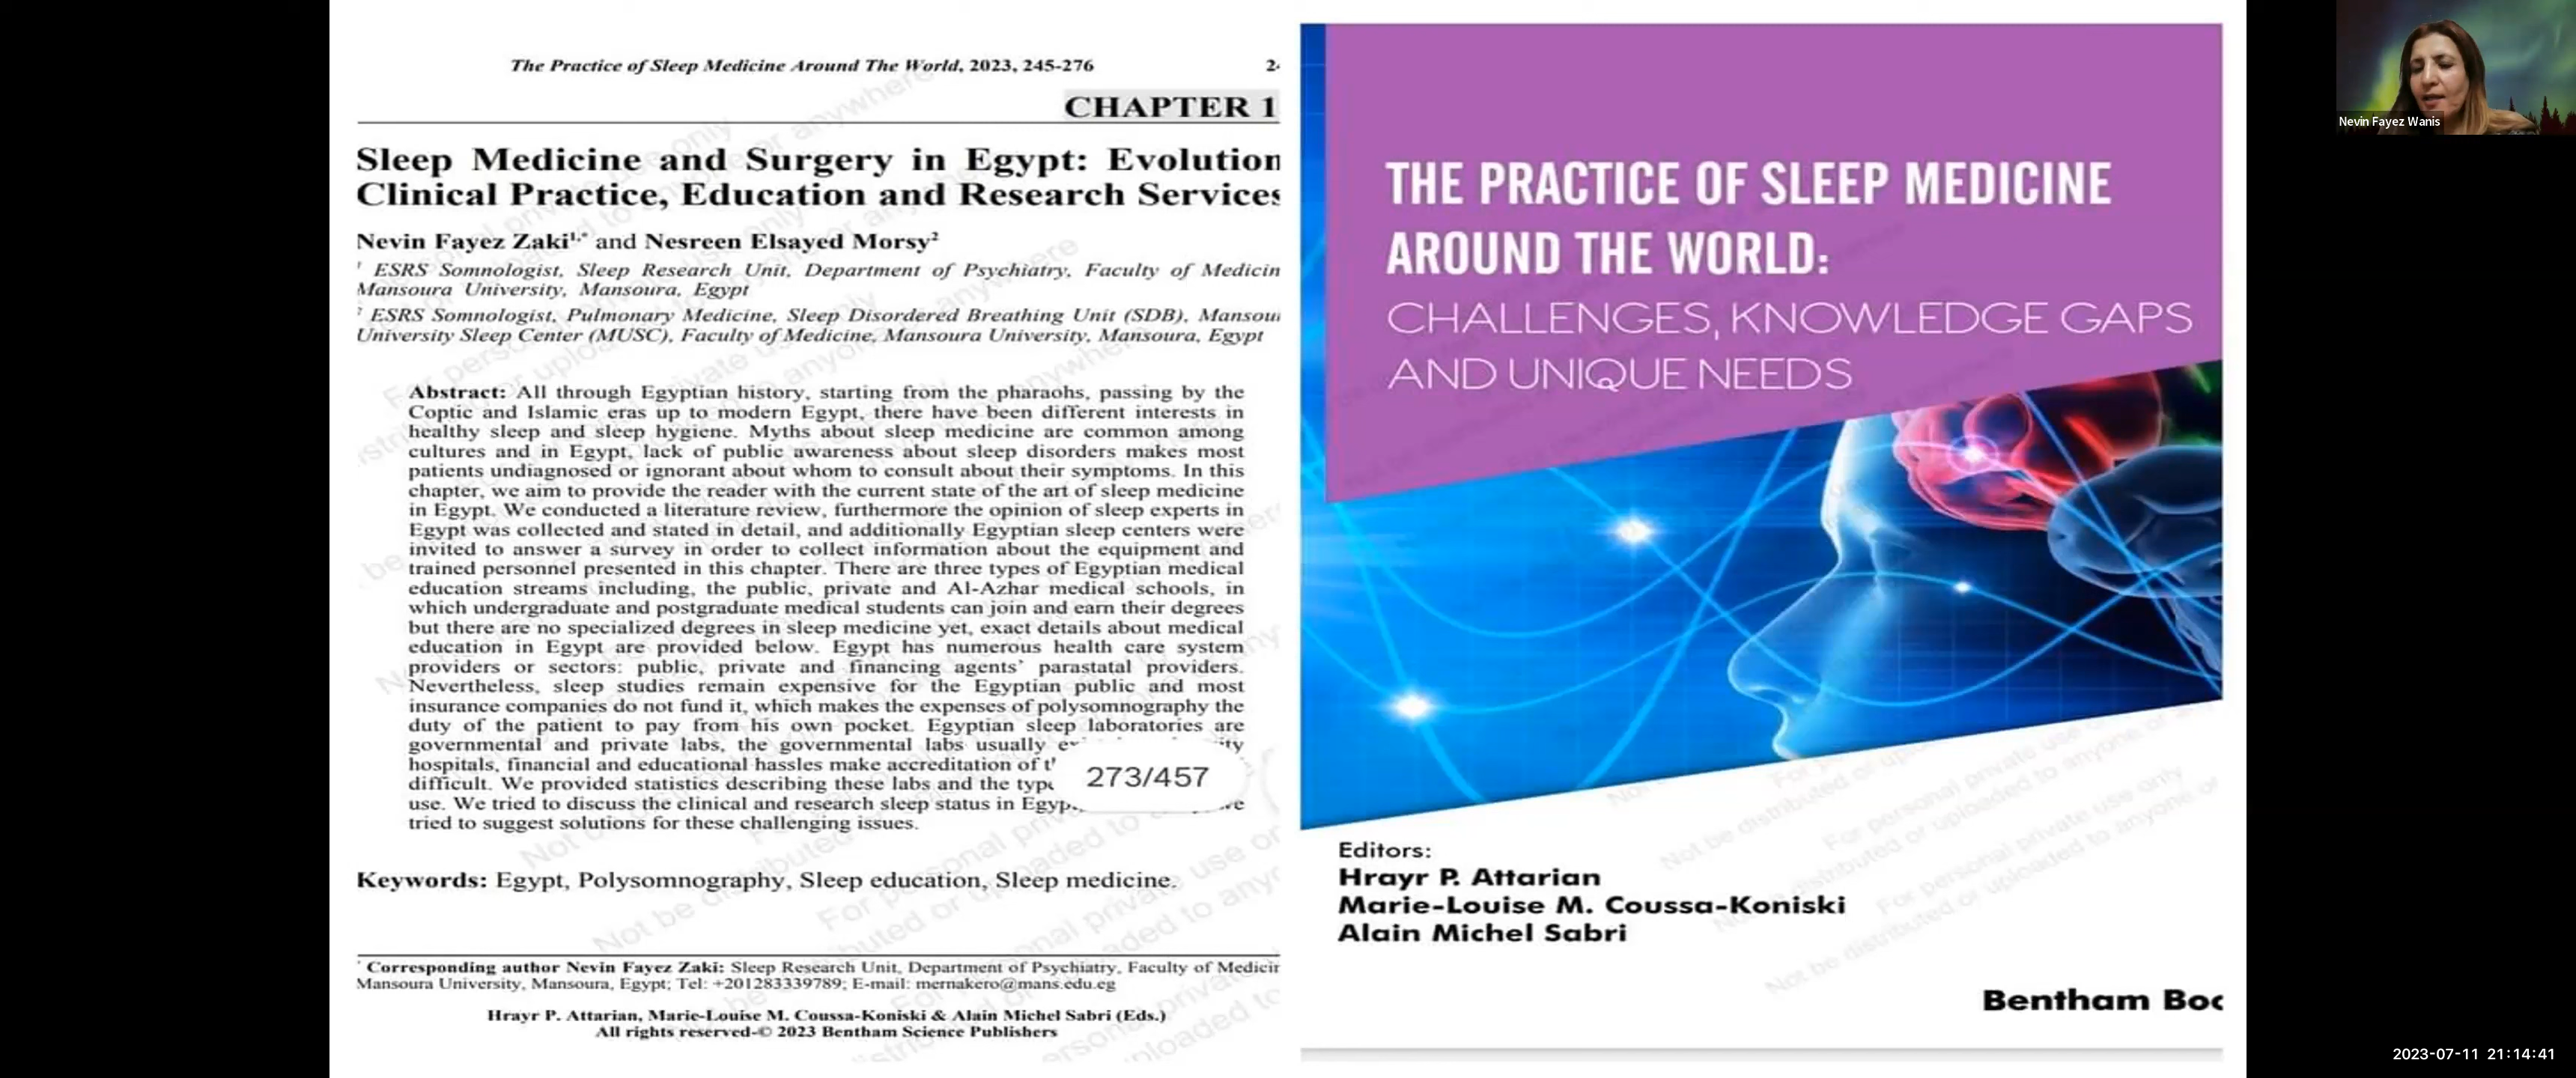 The Practice of Sleep Medicine Around The World, 2023, 245-276
CHAPTER 1
Sleep Medicine and Surgery in Egypt: Evolution
Clinical Practice, Education and Research Services
Nevin Fayez Zaki1,* and Nesreen Elsayed Morsy2
1 ESRS Somnologist, Sleep Research Unit, Department of Psychiatry, Faculty of Medicin
Mansoura University, Mansoura, Egypt
2 ESRS Somnologist, Pulmonary Medicine, Sleep Disordered Breathing Unit (SDB), Mansou
University Sleep Center (MUSC), Faculty of Medicine, Mansoura University, Mansoura, Egypt
Abstract: All through Egyptian history, starting from the pharaohs, passing by the
Coptic and Islamic eras up to modern Egypt, there have been different interests in
healthy sleep and sleep hygiene. Myths about sleep medicine are common among
cultures and in Egypt, lack of public awareness about sleep disorders makes most
patients undiagnosed or ignorant about whom to consult about their symptoms. In this
chapter, we aim to provide the reader with the current state of the art of sleep medicine
in Egypt. We conducted a literature review, furthermore the opinion of sleep experts in
Egypt was collected and stated in detail, and additionally Egyptian sleep centers were
invited to answer a survey in order to collect information about the equipment and
trained personnel presented in this chapter. There are three types of Egyptian medical
education streams including, the public, private and Al-Azhar medical schools, in
which undergraduate and postgraduate medical students can join and earn their degrees
but there are no specialized degrees in sleep medicine yet, exact details about medical
education in Egypt are provided below. Egypt has numerous health care system
providers or sectors: public, private and financing agents' parastatal providers.
Nevertheless, sleep studies remain expensive for the Egyptian public and most
insurance companies do not fund it, which makes the expenses of polysomnography the
duty of the patient to pay from his own pocket. Egyptian sleep laboratories are
governmental and private labs, the governmental labs usually
hospitals, financial and educational hassles make accreditation of
difficult. We provided statistics describing these labs and the type
use. We tried to discuss the clinical and research sleep status in Egyp
tried to suggest solutions for these challenging issues.
273/457
Keywords: Egypt, Polysomnography, Sleep education, Sleep medicine.
* Corresponding author Nevin Fayez Zaki: Sleep Research Unit, Department of Psychiatry, Faculty of Medicin
Mansoura University, Mansoura, Egypt; Tel: +201283339789; E-mail: mernakero@mans.edu.eg
Hrayr P. Attarian, Marie-Louise M. Coussa-Koniski & Alain Michel Sabri (Eds.)
All rights reserved-© 2023 Bentham Science Publishers
THE PRACTICE OF SLEEP MEDICINE
AROUND THE WORLD:
CHALLENGES, KNOWLEDGE GAPS
AND UNIQUE NEEDS
Editors:
Hrayr P. Attarian
Marie-Louise M. Coussa-Koniski
Alain Michel Sabri
Bentham Boo
Nevin Fayez Wanis
2023-07-11 21:14:41